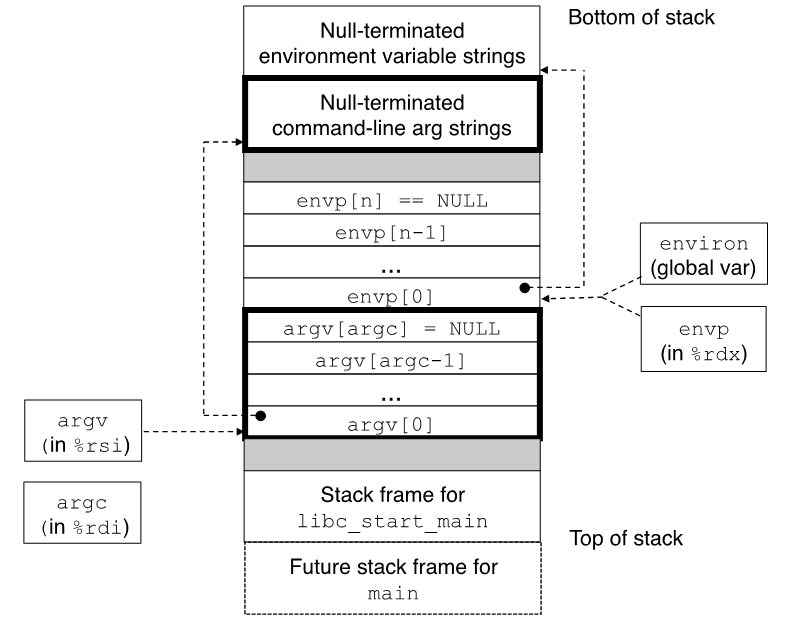 Bottom of stack
Null-terminated
environment variable strings
Null-terminated
command-line arg strings
envp[n] == NULL
envp[n-1]
...
envp[0]
environ
(global var)
envp
(in %rdx)
argv[argc] = NULL
argv[argc-1]
...
argv[0]
argv
(in %rsi)
argc
(in %rdi)
Stack frame for
libc_start_main
Top of stack
Future stack frame for
main